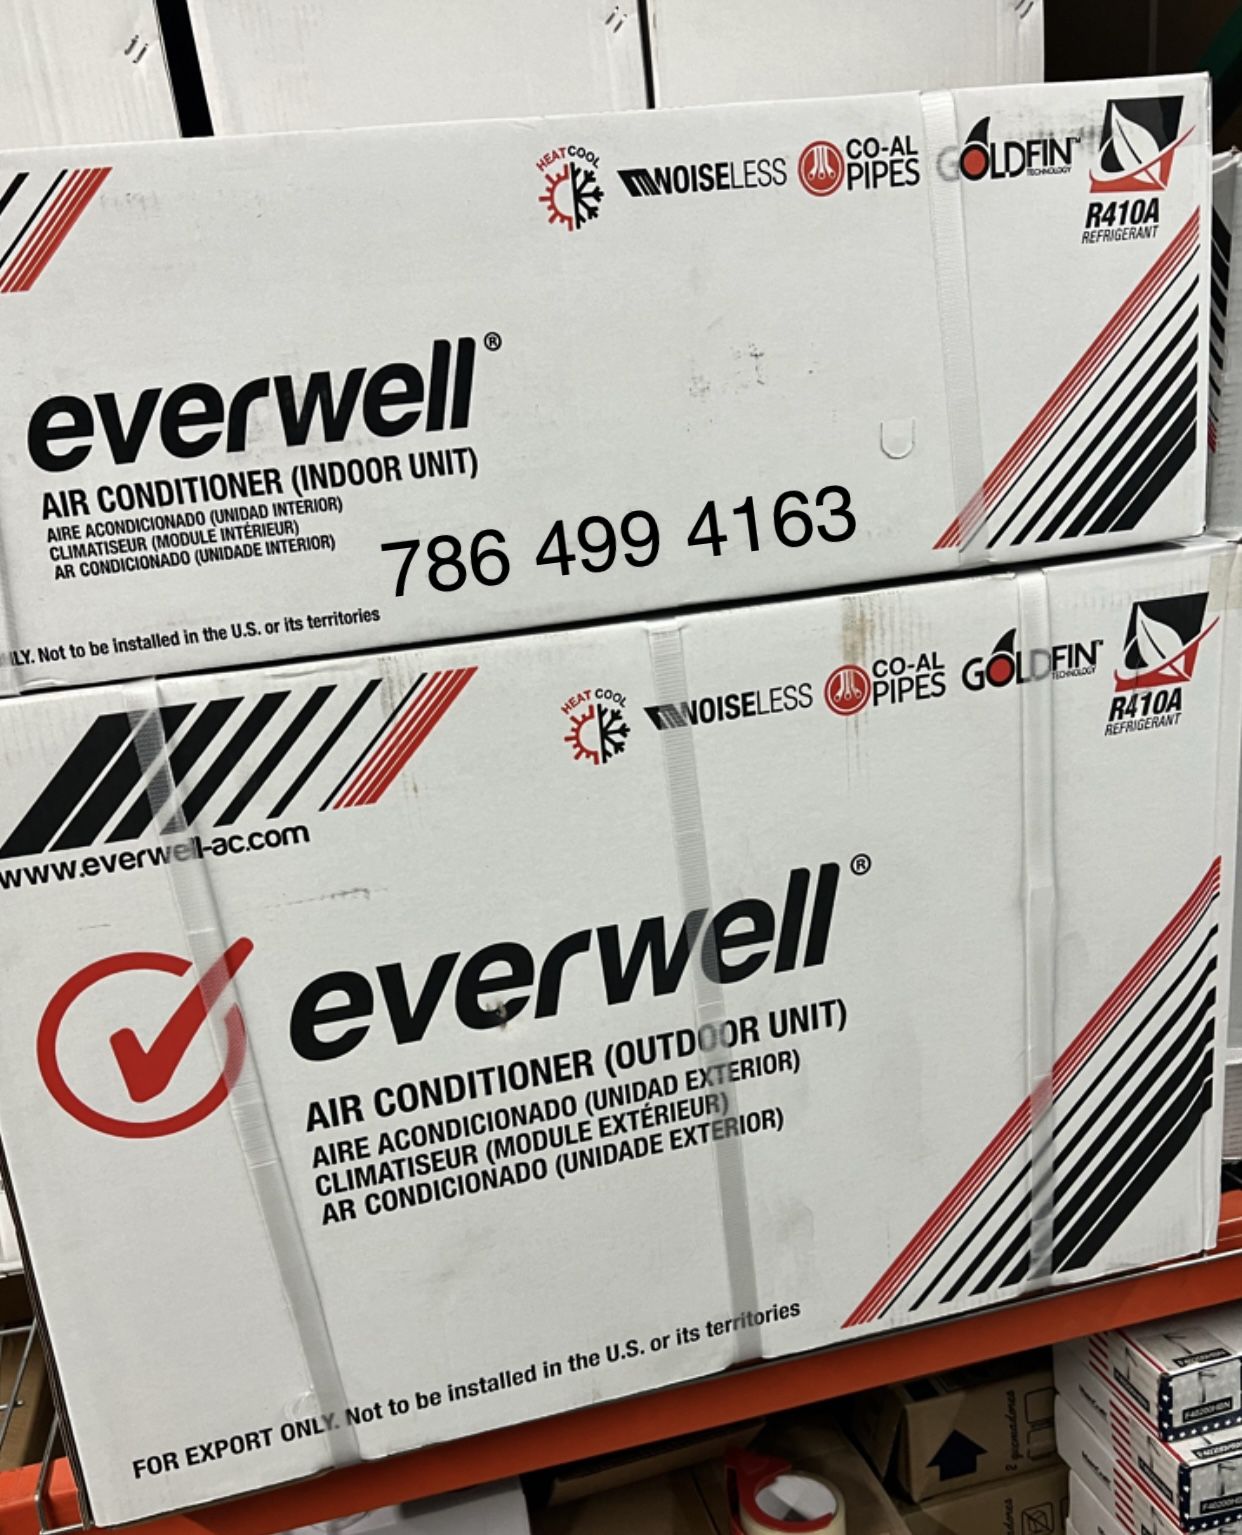 HEAT COOL
NOISELESS
CO-AL
PIPES
GOLDFIN™
TECHNOLOGY
R410A
REFRIGERANT
everwell®
AIR CONDITIONER (INDOOR UNIT)
AIRE ACONDICIONADO (UNIDAD INTERIOR)
CLIMATISEUR (MODULE INTÉRIEUR)
AR CONDICIONADO (UNIDADE INTERIOR)
786 499 4163
Not to be installed in the U.S. or its territories
HEAT COOL
NOISELESS
CO-AL
PIPES
GOLDFIN™
TECHNOLOGY
R410A
REFRIGERANT
www.everwell-ac.com
everwell®
AIR CONDITIONER (OUTDOOR UNIT)
AIRE ACONDICIONADO (UNIDAD EXTERIOR)
CLIMATISEUR (MODULE EXTÉRIEUR)
AR CONDICIONADO (UNIDADE EXTERIOR)
FOR EXPORT ONLY. Not to be installed in the U.S. or its territories